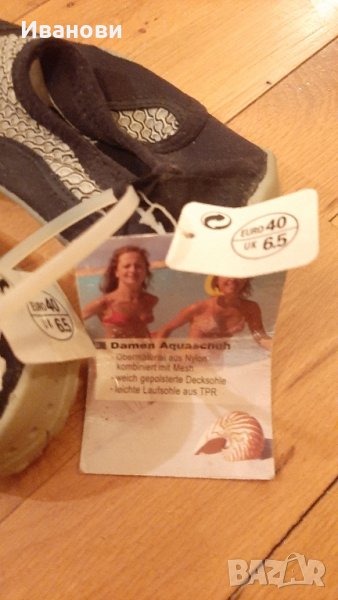 Иванови
EURO 40
UK 6.5
EURO 40
UK 6.5
Damen Aquaschuh
- Obermaterial aus Nylon,
kombiniert mit Mesh
- weich gepolsterte Decksohle
- leichte Laufsohle aus TPR
BAZAR